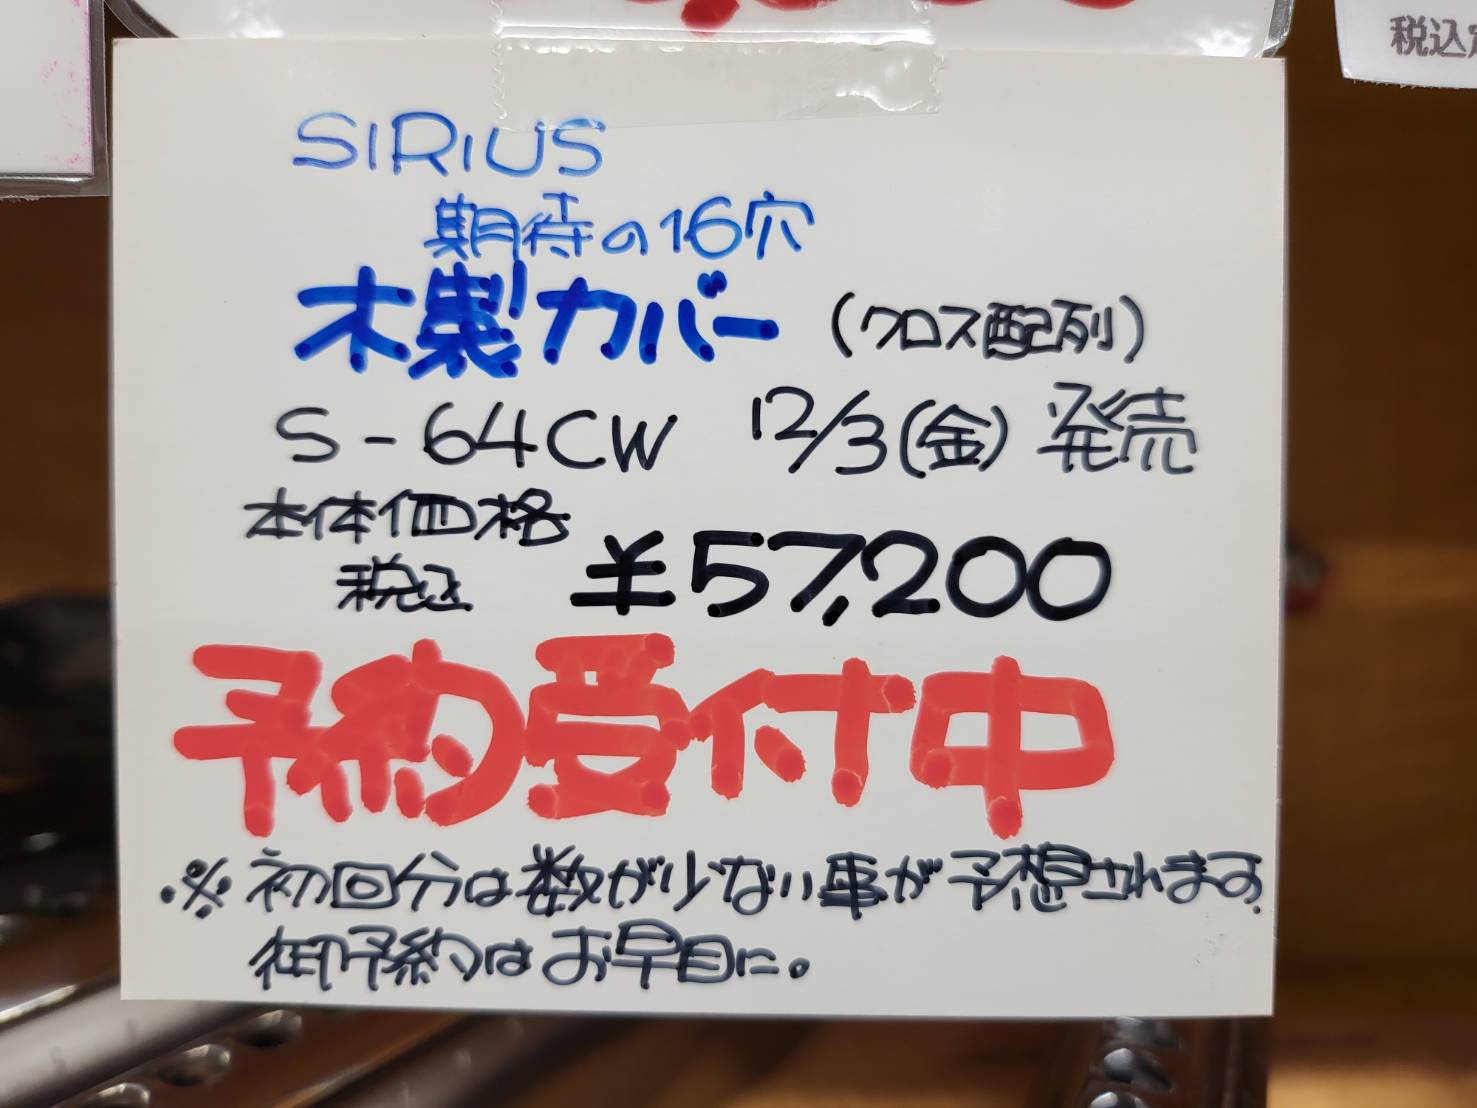 税込
SIRIUS
期待の16穴
木製カバー (クロス配列)
S-64CW 12/3(金)発売
本体価格
税込 ¥57,200
予約受付中
※初回分は数が少ない事が予想されます。
御予約はお早目に。